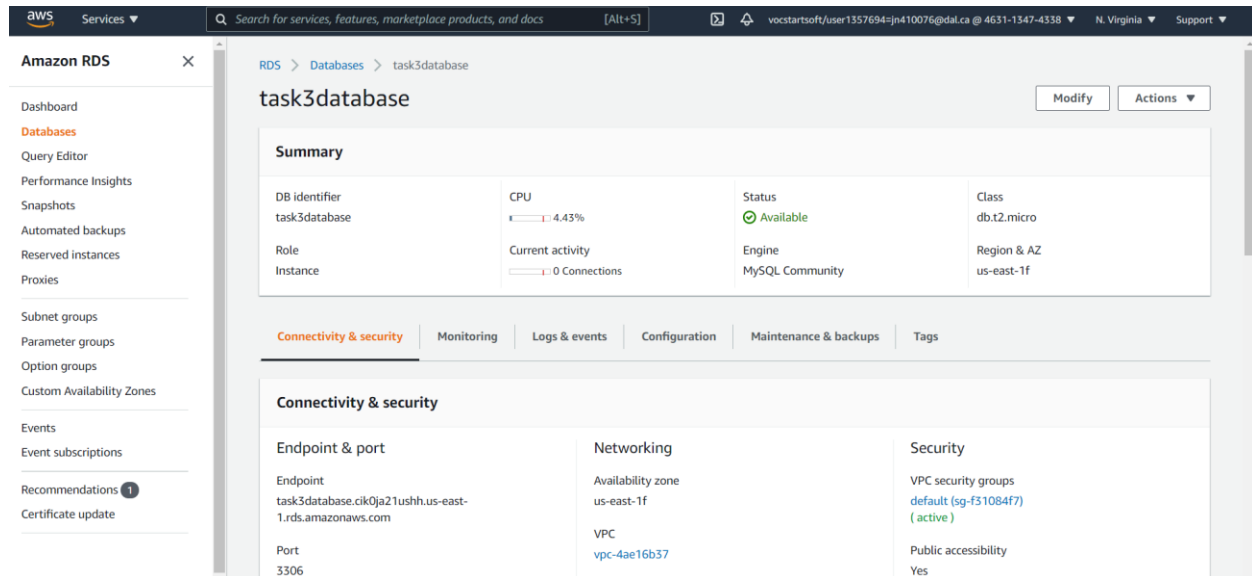 aws
Services ▼
Search for services, features, marketplace products, and docs [Alt+S]
vocstartsoft/user1357694=jn410076@dal.ca @ 4631-1347-4338 ▼
N. Virginia ▼
Support ▼
Amazon RDS
Dashboard
Databases
Query Editor
Performance Insights
Snapshots
Automated backups
Reserved instances
Proxies
Subnet groups
Parameter groups
Option groups
Custom Availability Zones
Events
Event subscriptions
Recommendations 1
Certificate update
RDS > Databases > task3database
task3database
Modify
Actions ▼
Summary
DB identifier
task3database
CPU
4.43%
Status
Available
Class
db.t2.micro
Role
Instance
Current activity
0 Connections
Engine
MySQL Community
Region & AZ
us-east-1f
Connectivity & security
Monitoring
Logs & events
Configuration
Maintenance & backups
Tags
Connectivity & security
Endpoint & port
Endpoint
task3database.cik0ja21ushh.us-east-
1.rds.amazonaws.com
Port
3306
Networking
Availability zone
us-east-1f
VPC
vpc-4ae16b37
Security
VPC security groups
default (sg-f31084f7)
( active )
Public accessibility
Yes